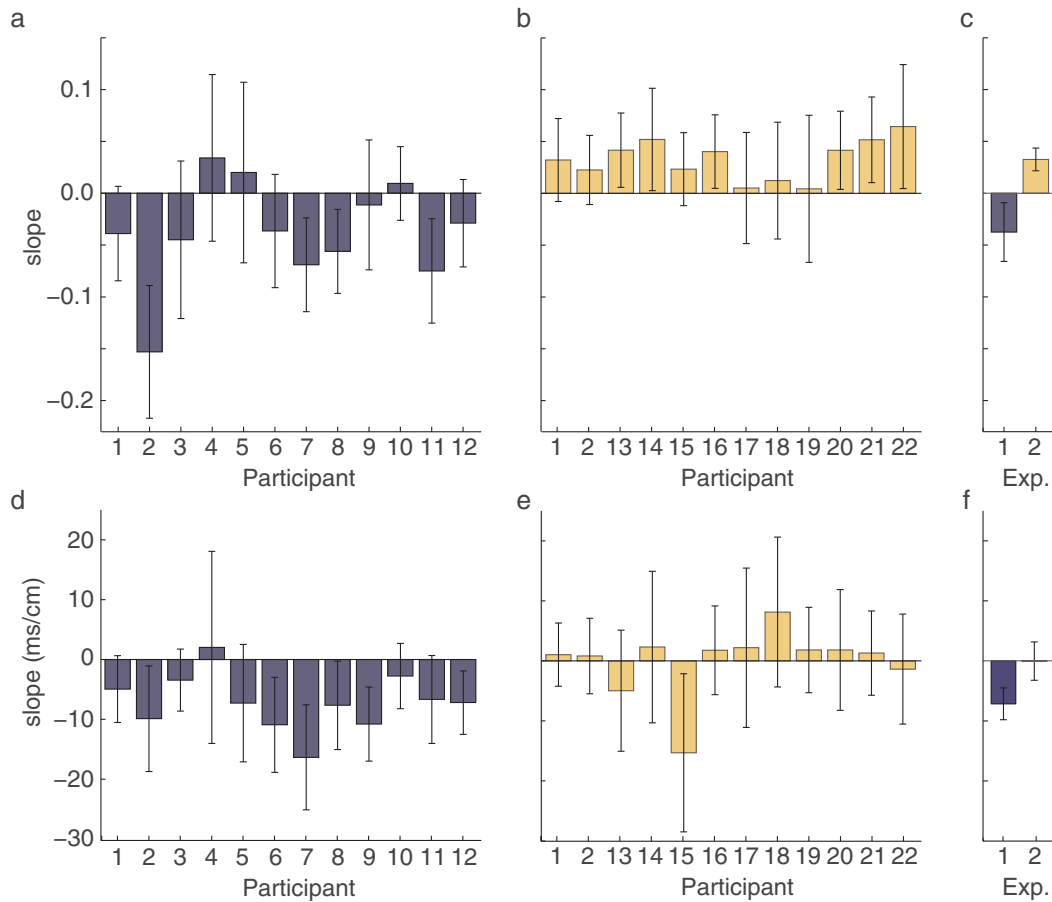 a
b
c
slope
0.1
0.0
−0.1
−0.2
1 2 3 4 5 6 7 8 9 10 11 12
Participant
1 2 13 14 15 16 17 18 19 20 21 22
Participant
1 2
Exp.
d
e
f
slope (ms/cm)
20
10
0
−10
−20
−30
1 2 3 4 5 6 7 8 9 10 11 12
Participant
1 2 13 14 15 16 17 18 19 20 21 22
Participant
1 2
Exp.